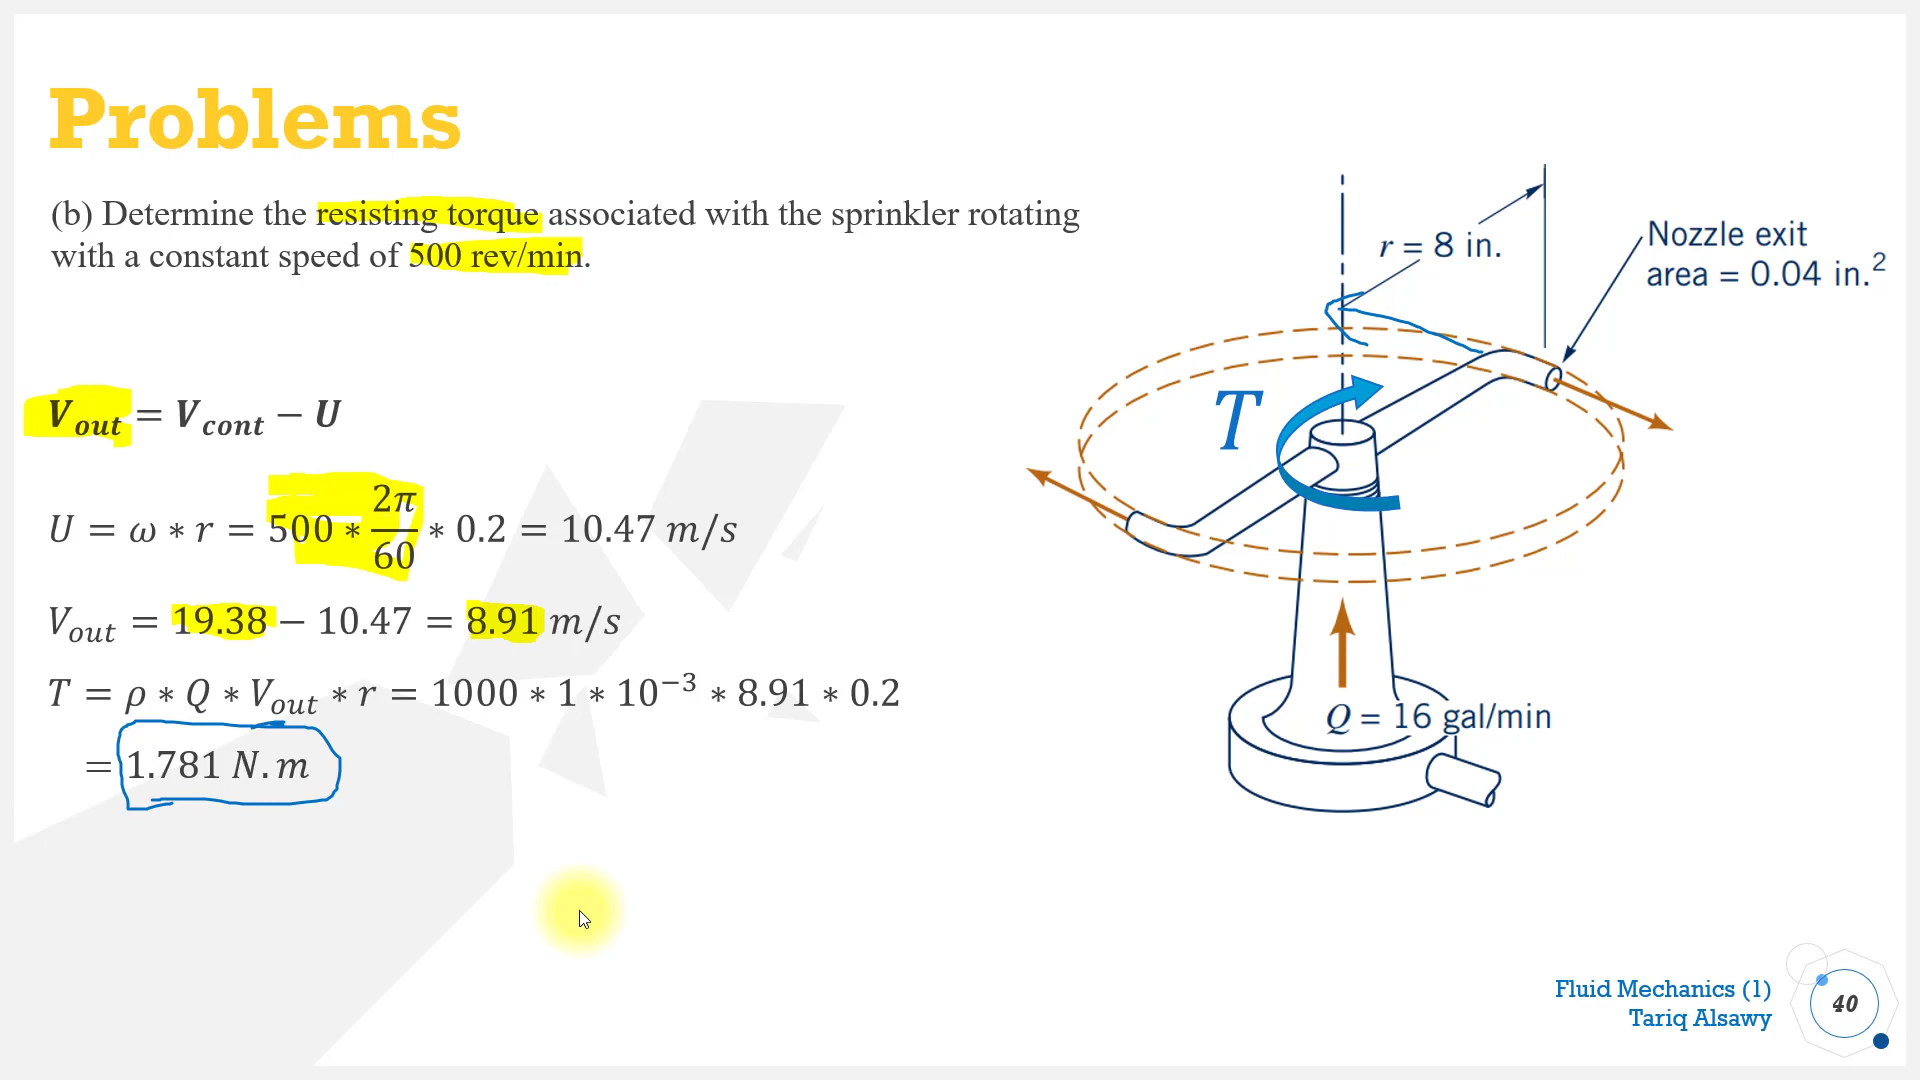 Problems
(b) Determine the resisting torque associated with the sprinkler rotating
with a constant speed of 500 rev/min.
V_out = V_cont − U
U = ω ∗ r = 500 ∗ 2π/60 ∗ 0.2 = 10.47 m/s
V_out = 19.38 − 10.47 = 8.91 m/s
T = ρ ∗ Q ∗ V_out ∗ r = 1000 ∗ 1 ∗ 10⁻³ ∗ 8.91 ∗ 0.2
= 1.781 N.m
r = 8 in.
Nozzle exit
area = 0.04 in.²
T
Q = 16 gal/min
Fluid Mechanics (1)
Tariq Alsawy
40